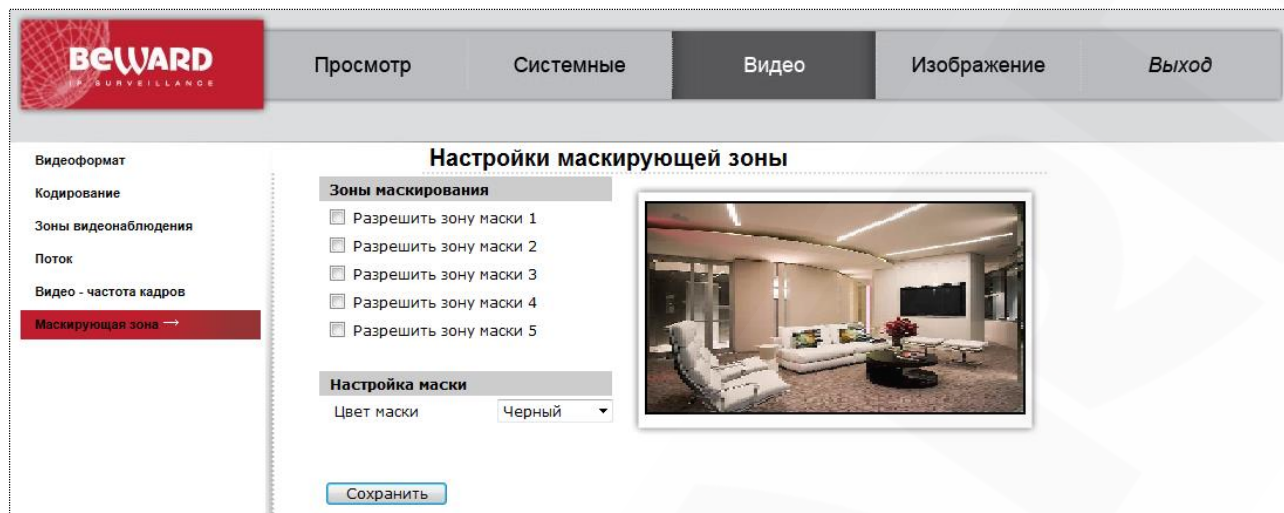 BEWARD
IP SURVEILLANCE
Просмотр
Системные
Видео
Изображение
Выход
Видеоформат
Кодирование
Зоны видеонаблюдения
Поток
Видео - частота кадров
Маскирующая зона →
Настройки маскирующей зоны
Зоны маскирования
Разрешить зону маски 1
Разрешить зону маски 2
Разрешить зону маски 3
Разрешить зону маски 4
Разрешить зону маски 5
Настройка маски
Цвет маски Черный
Сохранить